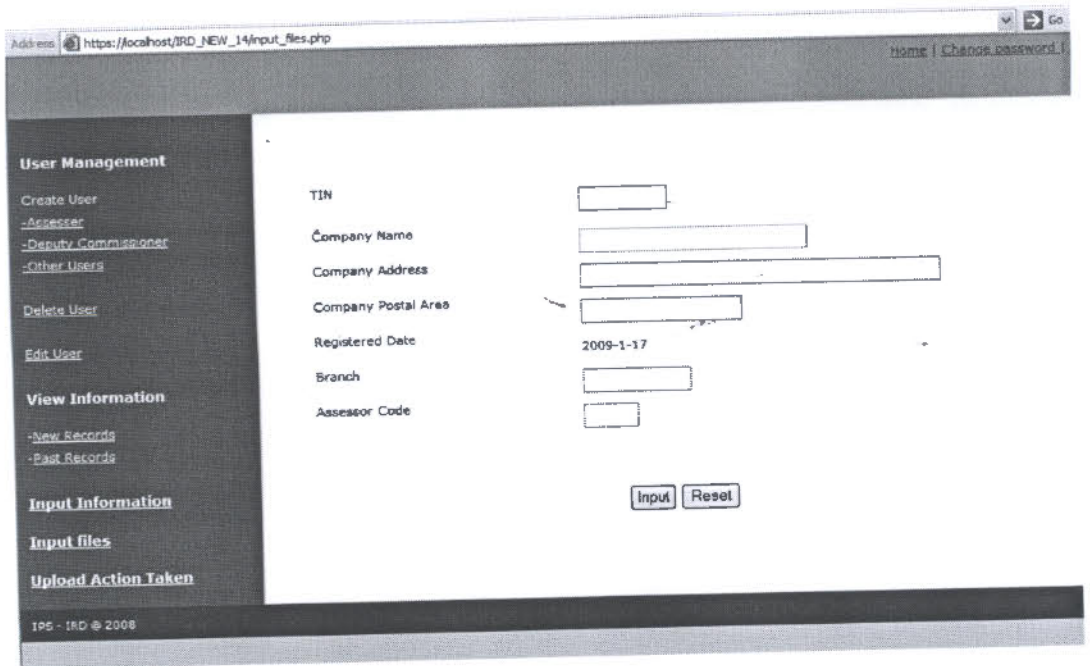 Address https://localhost/IRD_NEW_14/input_files.php Go
Home | Change password |
User Management
Create User
-Assesser
-Deputy Commissioner
-Other Users
Delete User
Edit User
View Information
-New Records
-Past Records
Input Information
Input files
Upload Action Taken
TIN
Company Name
Company Address
Company Postal Area
Registered Date 2009-1-17
Branch
Assessor Code
Input Reset
IPS - IRD @ 2008